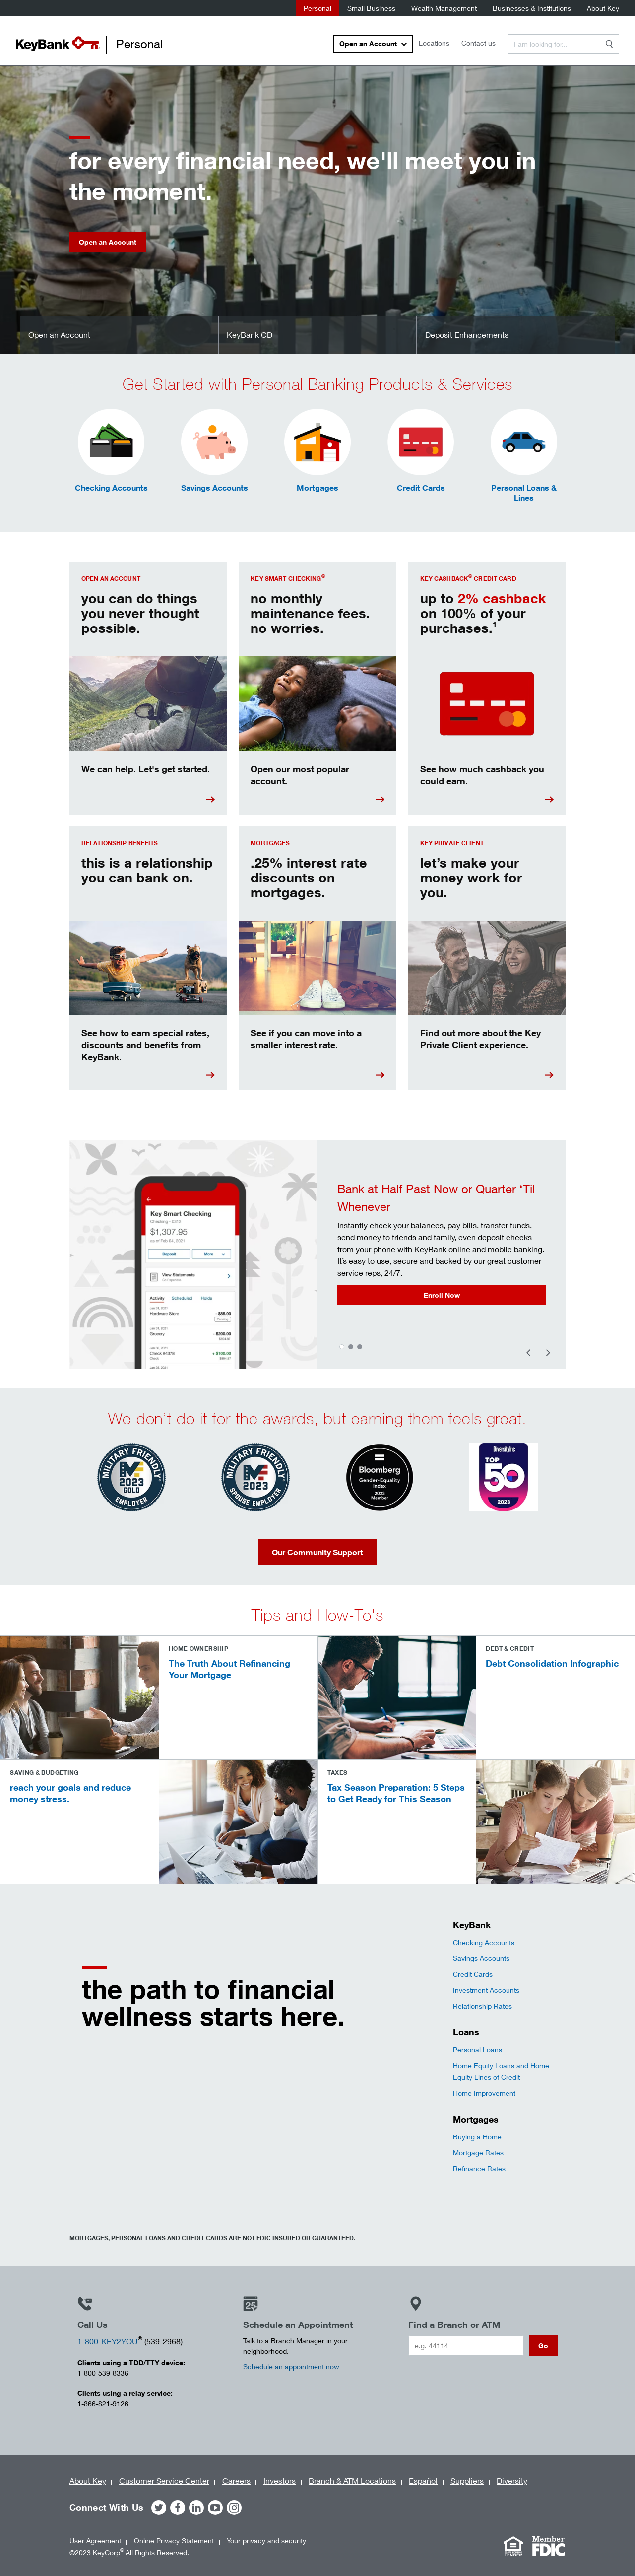 Personal
Small Business
Wealth Management
Businesses & Institutions
About Key
KeyBank
Personal
Open an Account
Locations
Contact us
I am looking for...
for every financial need, we'll meet you in
the moment.
Open an Account
Open an Account
KeyBank CD
Deposit Enhancements
Get Started with Personal Banking Products & Services
Checking Accounts
Savings Accounts
Mortgages
Credit Cards
Personal Loans &
Lines
OPEN AN ACCOUNT
you can do things
you never thought
possible.
We can help. Let's get started.
KEY SMART CHECKING®
no monthly
maintenance fees.
no worries.
Open our most popular
account.
KEY CASHBACK® CREDIT CARD
up to 2% cashback
on 100% of your
purchases.1
See how much cashback you
could earn.
RELATIONSHIP BENEFITS
this is a relationship
you can bank on.
See how to earn special rates,
discounts and benefits from
KeyBank.
MORTGAGES
.25% interest rate
discounts on
mortgages.
See if you can move into a
smaller interest rate.
KEY PRIVATE CLIENT
let's make your
money work for
you.
Find out more about the Key
Private Client experience.
Key Smart Checking
Checking - 2012
$1,307.95
as of Feb 04, 2021
Deposit
More
View Statements
Activity
Scheduled
Holds
Hardware Store
-$65.00
Pending
Grocery
-$200.00
Check #4378
+$100.00
Bank at Half Past Now or Quarter ‘Til
Whenever
Instantly check your balances, pay bills, transfer funds,
send money to friends and family, even deposit checks
from your phone with KeyBank online and mobile banking.
It's easy to use, secure and backed by our great customer
service reps, 24/7.
Enroll Now
We don't do it for the awards, but earning them feels great.
MILITARY FRIENDLY
2023
GOLD
EMPLOYER
MILITARY FRIENDLY
2023
SPOUSE EMPLOYER
Bloomberg
Gender-Equality
Index
2023
Member
DiversityInc
TOP
50
2023
Our Community Support
Tips and How-To's
HOME OWNERSHIP
The Truth About Refinancing
Your Mortgage
DEBT & CREDIT
Debt Consolidation Infographic
SAVING & BUDGETING
reach your goals and reduce
money stress.
TAXES
Tax Season Preparation: 5 Steps
to Get Ready for This Season
the path to financial
wellness starts here.
KeyBank
Checking Accounts
Savings Accounts
Credit Cards
Investment Accounts
Relationship Rates
Loans
Personal Loans
Home Equity Loans and Home
Equity Lines of Credit
Home Improvement
Mortgages
Buying a Home
Mortgage Rates
Refinance Rates
MORTGAGES, PERSONAL LOANS AND CREDIT CARDS ARE NOT FDIC INSURED OR GUARANTEED.
Call Us
1-800-KEY2YOU® (539-2968)
Clients using a TDD/TTY device:
1-800-539-8336
Clients using a relay service:
1-866-821-9126
25
Schedule an Appointment
Talk to a Branch Manager in your
neighborhood.
Schedule an appointment now
Find a Branch or ATM
e.g. 44114
Go
About Key
Customer Service Center
Careers
Investors
Branch & ATM Locations
Español
Suppliers
Diversity
Connect With Us
User Agreement
Online Privacy Statement
Your privacy and security
©2023 KeyCorp® All Rights Reserved.
Member
FDIC